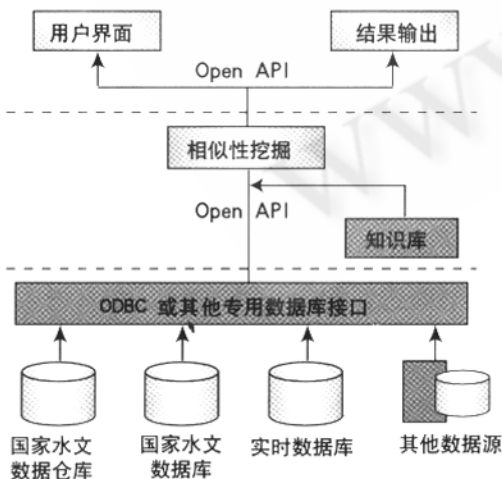 用户界面
结果输出
Open API
相似性挖掘
Open API
知识库
ODBC 或其他专用数据库接口
国家水文
数据仓库
国家水文
数据库
实时数据库
其他数据源